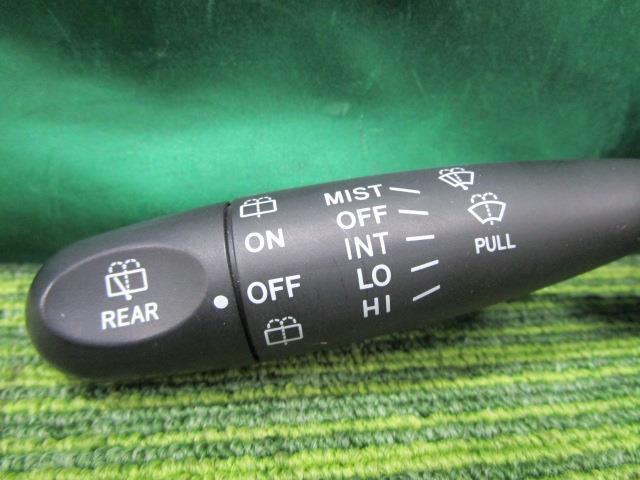 REAR
ON
OFF
MIST
OFF
INT
LO
HI
PULL